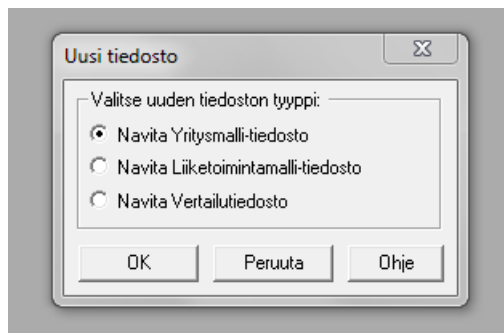 Uusi tiedosto
Valitse uuden tiedoston tyyppi:
Navita Yritysmalli-tiedosto
Navita Liiketoimintamalli-tiedosto
Navita Vertailutiedosto
OK Peruuta Ohje